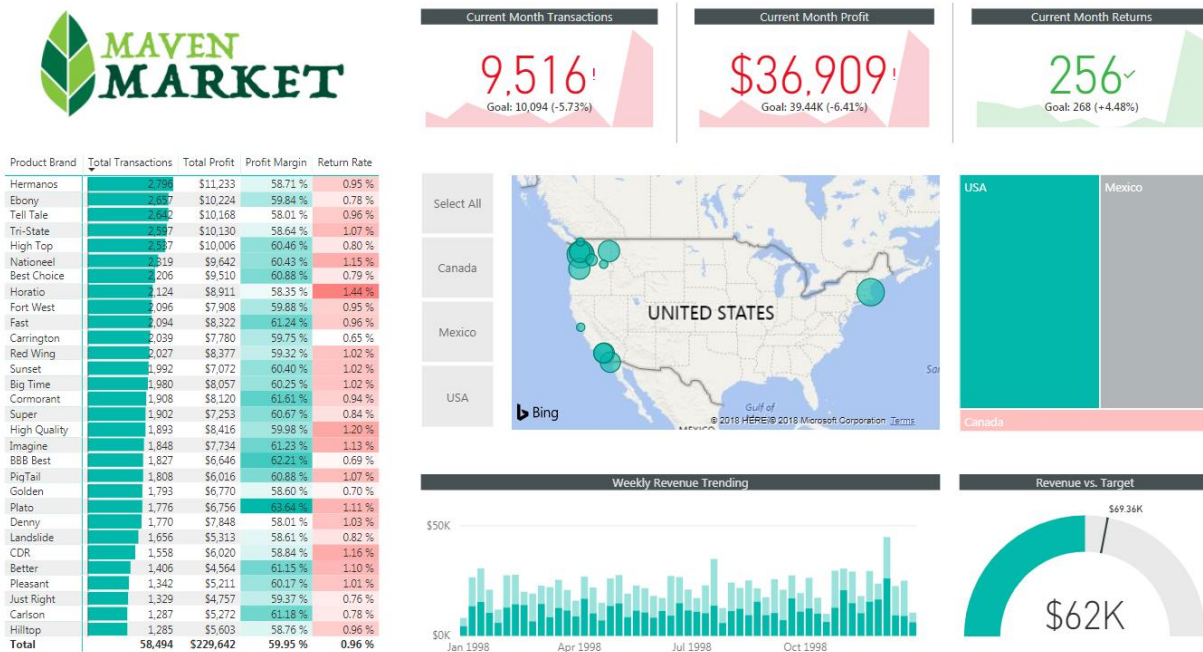 MAVEN
MARKET
Current Month Transactions
9,516!
Goal: 10,094 (-5.73%)
Current Month Profit
$36,909!
Goal: 39.44K (-6.41%)
Current Month Returns
256
Goal: 268 (+4.48%)
Product Brand Total Transactions Total Profit Profit Margin Return Rate
Hermanos 2,796 $11,233 58.71 % 0.95 %
Ebony 2,657 $10,224 59.84 % 0.78 %
Tell Tale 2,642 $10,168 58.01 % 0.96 %
Tri-State 2,597 $10,130 58.64 % 1.07 %
High Top 2,537 $10,006 60.46 % 0.80 %
Nationeel 2,319 $9,642 60.43 % 1.15 %
Best Choice 2,206 $9,510 60.88 % 0.79 %
Horatio 2,124 $8,911 58.35 % 1.44 %
Fort West 2,096 $7,908 59.88 % 0.95 %
Fast 2,094 $8,322 61.24 % 0.96 %
Carrington 2,039 $7,780 59.75 % 0.65 %
Red Wing 2,027 $8,377 59.32 % 1.02 %
Sunset 1,992 $7,072 60.40 % 1.02 %
Big Time 1,980 $8,057 60.25 % 1.02 %
Cormorant 1,908 $8,120 61.61 % 0.94 %
Super 1,902 $7,253 60.67 % 0.84 %
High Quality 1,893 $8,416 59.98 % 1.20 %
Imagine 1,848 $7,734 61.23 % 1.13 %
BBB Best 1,827 $6,646 62.21 % 0.69 %
PigTail 1,808 $6,016 60.88 % 1.07 %
Golden 1,793 $6,770 58.60 % 0.70 %
Plato 1,776 $6,756 63.64 % 1.11 %
Denny 1,770 $7,848 58.01 % 1.03 %
Landslide 1,656 $5,313 58.61 % 0.82 %
CDR 1,558 $6,020 58.84 % 1.16 %
Better 1,406 $4,564 61.15 % 1.10 %
Pleasant 1,342 $5,211 60.17 % 1.01 %
Just Right 1,329 $4,757 59.37 % 0.76 %
Carlson 1,287 $5,272 61.18 % 0.78 %
Hilltop 1,285 $5,603 58.76 % 0.96 %
Total 58,494 $229,642 59.95 % 0.96 %
Select All
Canada
Mexico
USA
UNITED STATES
Gulf of
Bing
© 2018 HERE © 2018 Microsoft Corporation Terms
USA
Mexico
Canada
Weekly Revenue Trending
$50K
$0K
Jan 1998 Apr 1998 Jul 1998 Oct 1998
Revenue vs. Target
$69.36K
$62K